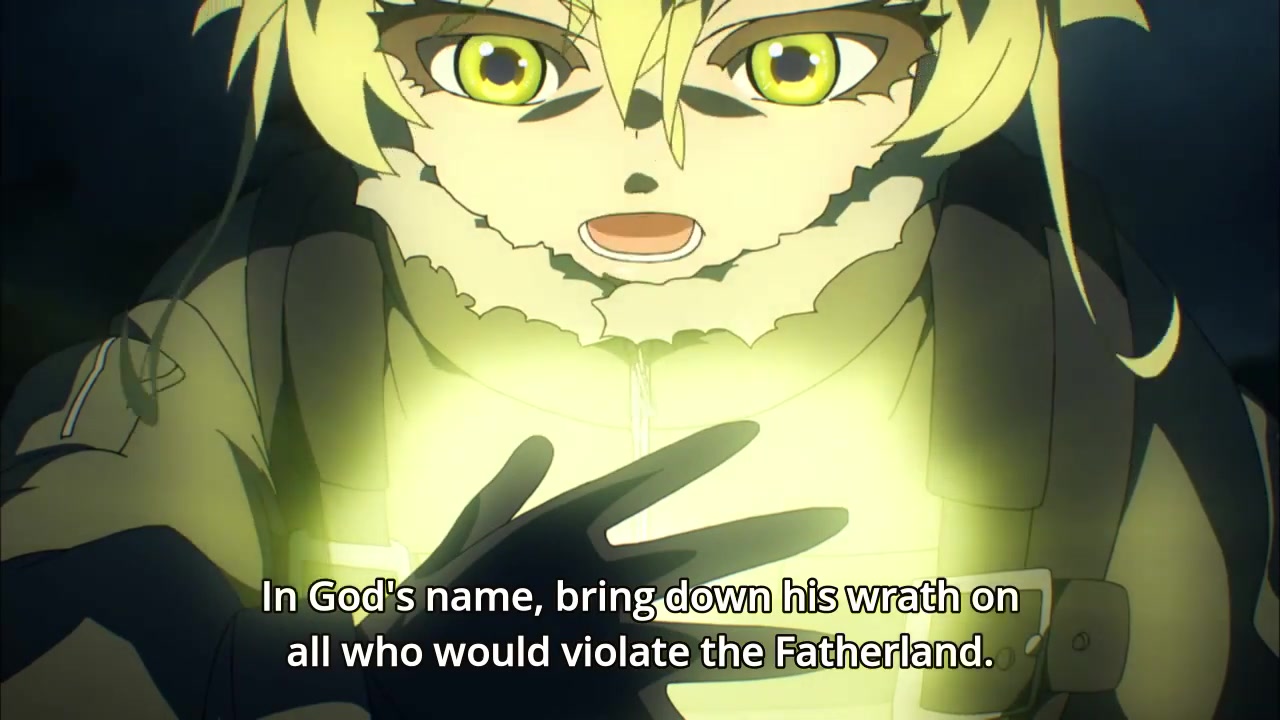 In God's name, bring down his wrath on
all who would violate the Fatherland.